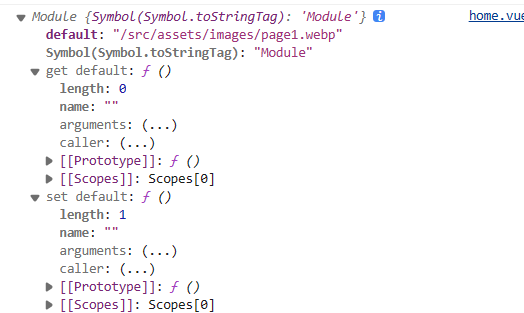 Module {Symbol(Symbol.toStringTag): 'Module'} i home.vue
default: "/src/assets/images/page1.webp"
Symbol(Symbol.toStringTag): "Module"
get default: ƒ ()
length: 0
name: ""
arguments: (...)
caller: (...)
[[Prototype]]: ƒ ()
[[Scopes]]: Scopes[0]
set default: ƒ ()
length: 1
name: ""
arguments: (...)
caller: (...)
[[Prototype]]: ƒ ()
[[Scopes]]: Scopes[0]